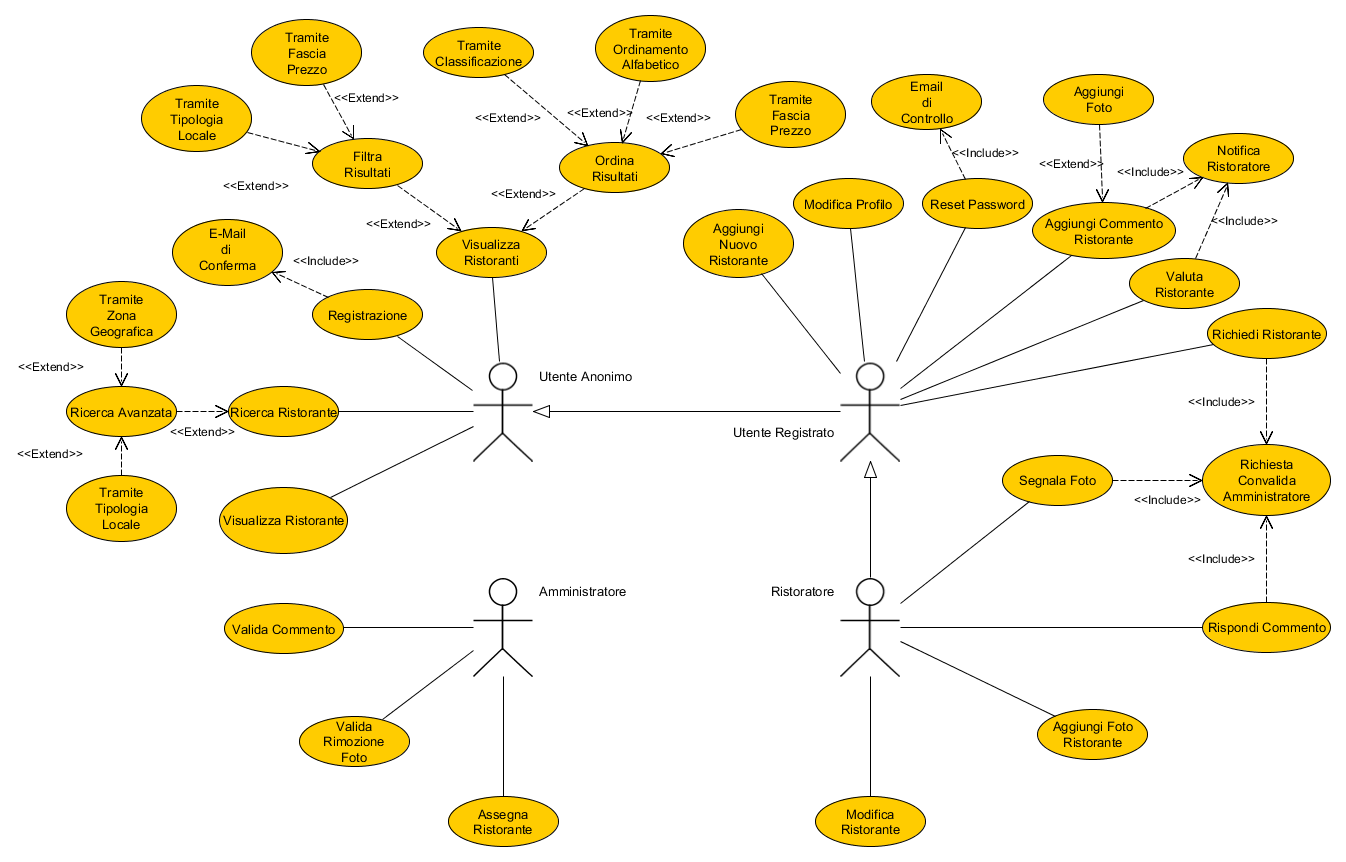 Tramite
Fascia
Prezzo
Tramite
Classificazione
Tramite
Ordinamento
Alfabetico
Tramite
Tipologia
Locale
<<Extend>>
<<Extend>>
<<Extend>>
<<Extend>>
Tramite
Fascia
Prezzo
Email
di
Controllo
Aggiungi
Foto
Filtra
Risultati
Ordina
Risultati
<<Include>>
<<Extend>>
<<Include>>
Notifica
Ristoratore
<<Extend>>
<<Extend>>
<<Extend>>
Modifica Profilo
Reset Password
<<Include>>
E-Mail
di
Conferma
<<Include>>
Visualizza
Ristoranti
Aggiungi
Nuovo
Ristorante
Aggiungi Commento
Ristorante
Valuta
Ristorante
Tramite
Zona
Geografica
Registrazione
Richiedi Ristorante
<<Extend>>
Utente Anonimo
Ricerca Avanzata
<<Extend>>
Ricerca Ristorante
Utente Registrato
<<Include>>
<<Extend>>
Tramite
Tipologia
Locale
Visualizza Ristorante
Segnala Foto
<<Include>>
Richiesta
Convalida
Amministratore
<<Include>>
Amministratore
Ristoratore
Valida Commento
Rispondi Commento
Valida
Rimozione
Foto
Aggiungi Foto
Ristorante
Assegna
Ristorante
Modifica
Ristorante